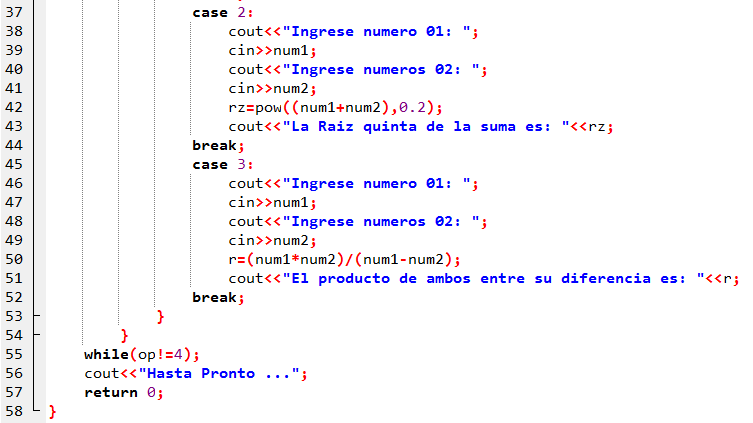 37 case 2:
38 cout<<"Ingrese numero 01: ";
39 cin>>num1;
40 cout<<"Ingrese numeros 02: ";
41 cin>>num2;
42 rz=pow((num1+num2),0.2);
43 cout<<"La Raiz quinta de la suma es: "<<rz;
44 break;
45 case 3:
46 cout<<"Ingrese numero 01: ";
47 cin>>num1;
48 cout<<"Ingrese numeros 02: ";
49 cin>>num2;
50 r=(num1*num2)/(num1-num2);
51 cout<<"El producto de ambos entre su diferencia es: "<<r;
52 break;
53 }
54 }
55 while(op!=4);
56 cout<<"Hasta Pronto ...";
57 return 0;
58 }